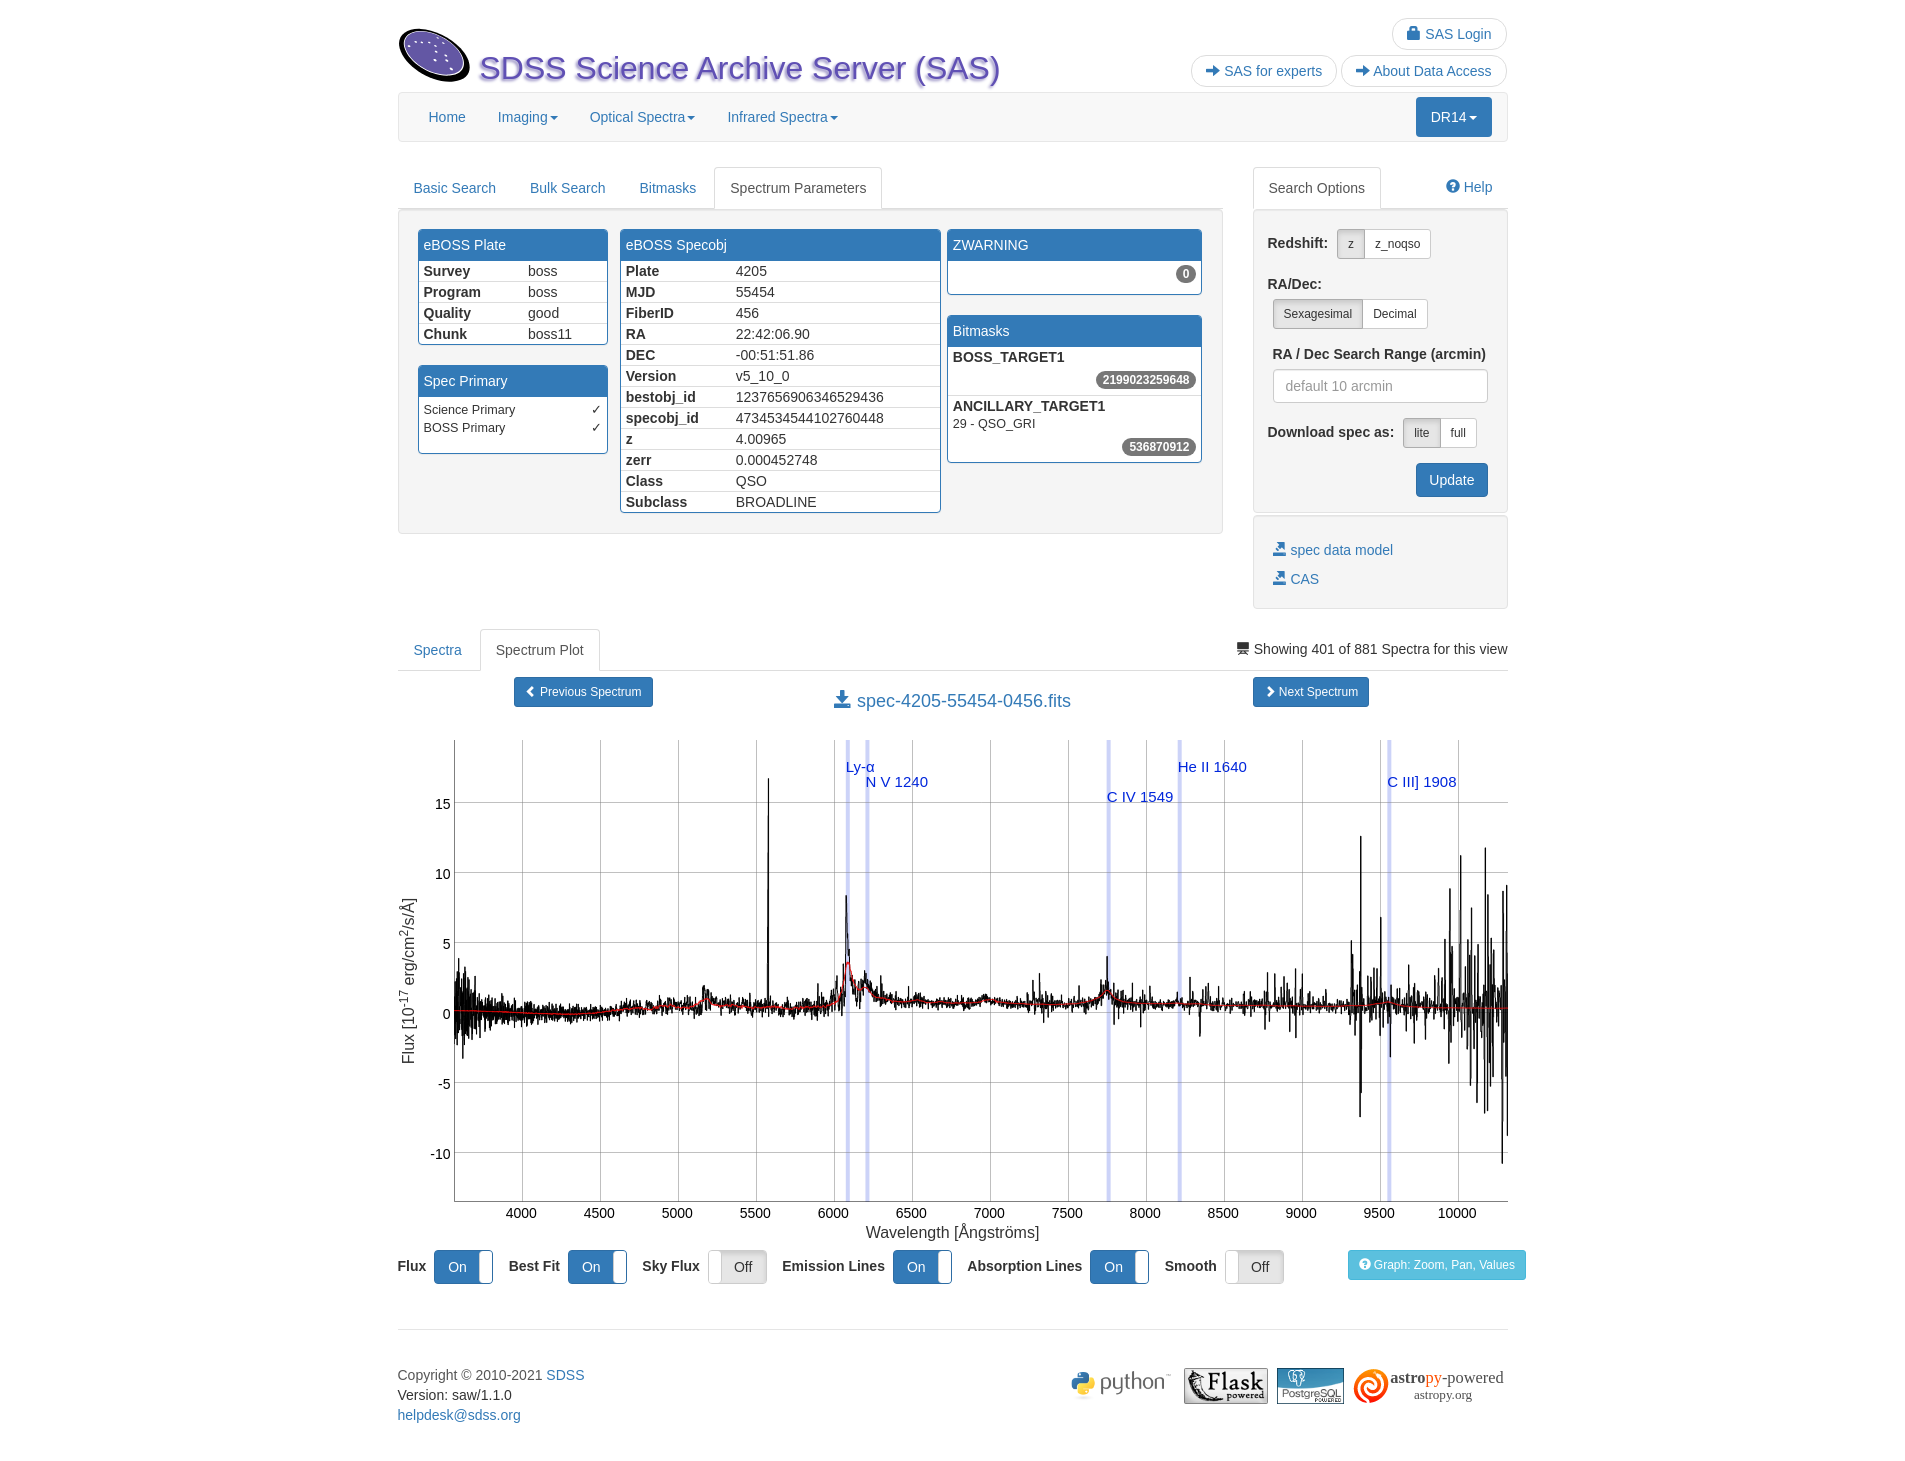 SAS Login
SDSS Science Archive Server (SAS)
SAS for experts
About Data Access
Home
Imaging
Optical Spectra
Infrared Spectra
DR14
Basic Search
Bulk Search
Bitmasks
Spectrum Parameters
eBOSS Plate
Survey boss
Program boss
Quality good
Chunk boss11
Spec Primary
Science Primary ✓
BOSS Primary ✓
eBOSS Specobj
Plate 4205
MJD 55454
FiberID 456
RA 22:42:06.90
DEC -00:51:51.86
Version v5_10_0
bestobj_id 1237656906346529436
specobj_id 4734534544102760448
z 4.00965
zerr 0.000452748
Class QSO
Subclass BROADLINE
ZWARNING
0
Bitmasks
BOSS_TARGET1
2199023259648
ANCILLARY_TARGET1
29 - QSO_GRI
536870912
Search Options
Help
Redshift: z z_noqso
RA/Dec:
Sexagesimal Decimal
RA / Dec Search Range (arcmin)
default 10 arcmin
Download spec as: lite full
Update
spec data model
CAS
Spectra
Spectrum Plot
Showing 401 of 881 Spectra for this view
Previous Spectrum
spec-4205-55454-0456.fits
Next Spectrum
Ly-α
N V 1240
C IV 1549
He II 1640
C III] 1908
15
10
5
0
-5
-10
Flux [10-17 erg/cm2/s/Å]
4000 4500 5000 5500 6000 6500 7000 7500 8000 8500 9000 9500 10000
Wavelength [Ångströms]
Flux On Best Fit On Sky Flux Off Emission Lines On Absorption Lines On Smooth Off
Graph: Zoom, Pan, Values
Copyright © 2010-2021 SDSS
Version: saw/1.1.0
helpdesk@sdss.org
python™
Flask
powered
PostgreSQL
POWERED
astropy-powered
astropy.org